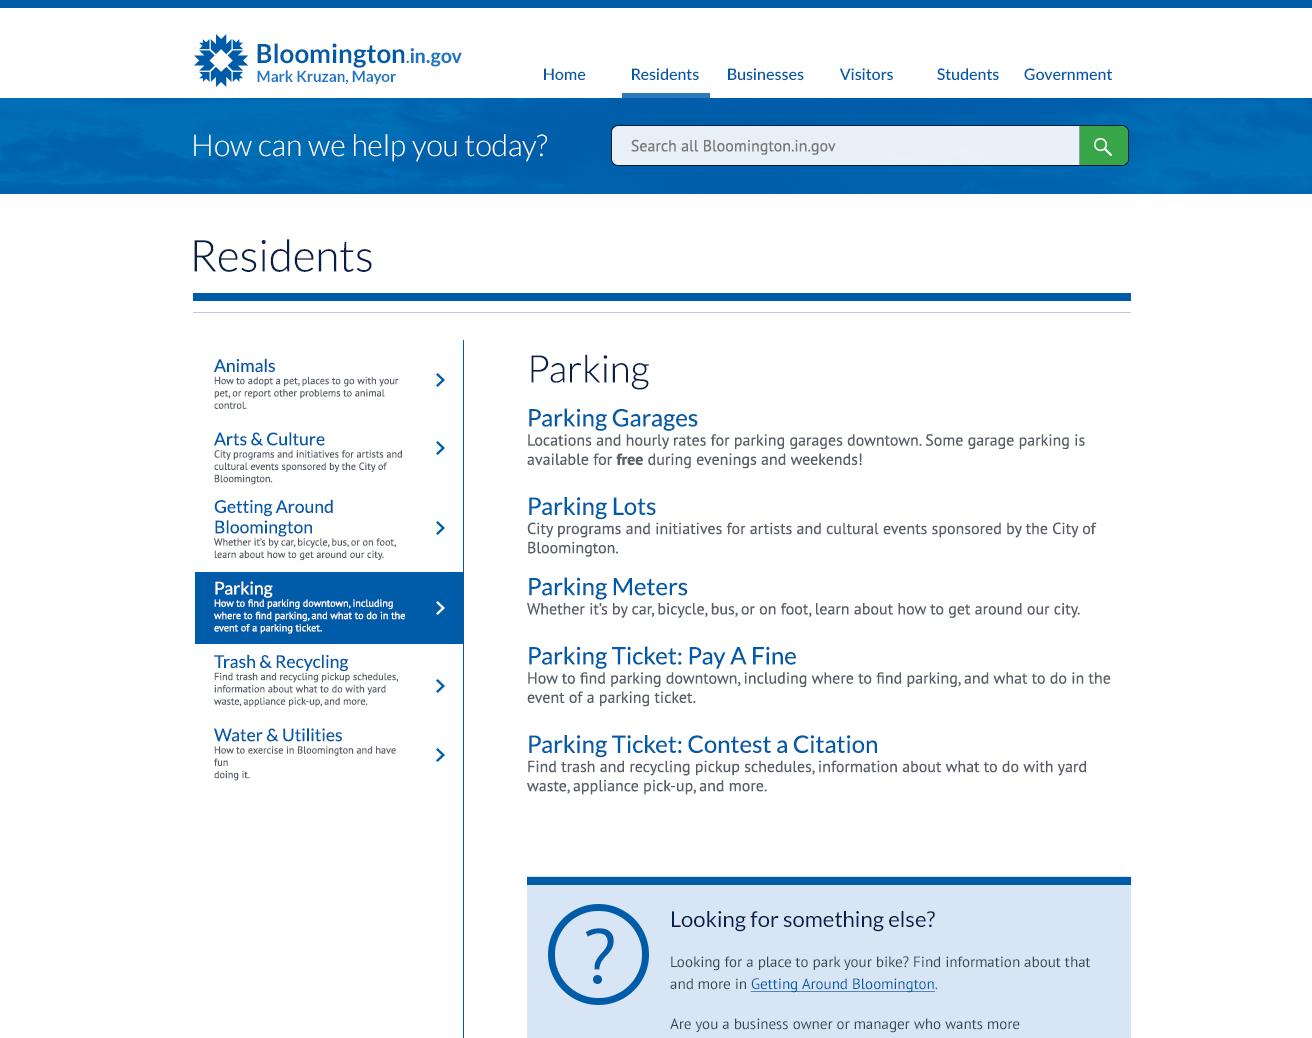 Bloomington.in.gov
Mark Kruzan, Mayor
Home Residents Businesses Visitors Students Government
How can we help you today?
Search all Bloomington.in.gov
Residents
Animals
How to adopt a pet, places to go with your
pet, or report other problems to animal
control.
Arts & Culture
City programs and initiatives for artists and
cultural events sponsored by the City of
Bloomington.
Getting Around
Bloomington
Whether it's by car, bicycle, bus, or on foot,
learn about how to get around our city.
Parking
How to find parking downtown, including
where to find parking, and what to do in the
event of a parking ticket.
Trash & Recycling
Find trash and recycling pickup schedules,
information about what to do with yard
waste, appliance pick-up, and more.
Water & Utilities
How to exercise in Bloomington and have
fun
doing it.
Parking
Parking Garages
Locations and hourly rates for parking garages downtown. Some garage parking is
available for free during evenings and weekends!
Parking Lots
City programs and initiatives for artists and cultural events sponsored by the City of
Bloomington.
Parking Meters
Whether it's by car, bicycle, bus, or on foot, learn about how to get around our city.
Parking Ticket: Pay A Fine
How to find parking downtown, including where to find parking, and what to do in the
event of a parking ticket.
Parking Ticket: Contest a Citation
Find trash and recycling pickup schedules, information about what to do with yard
waste, appliance pick-up, and more.
?
Looking for something else?
Looking for a place to park your bike? Find information about that
and more in Getting Around Bloomington.
Are you a business owner or manager who wants more